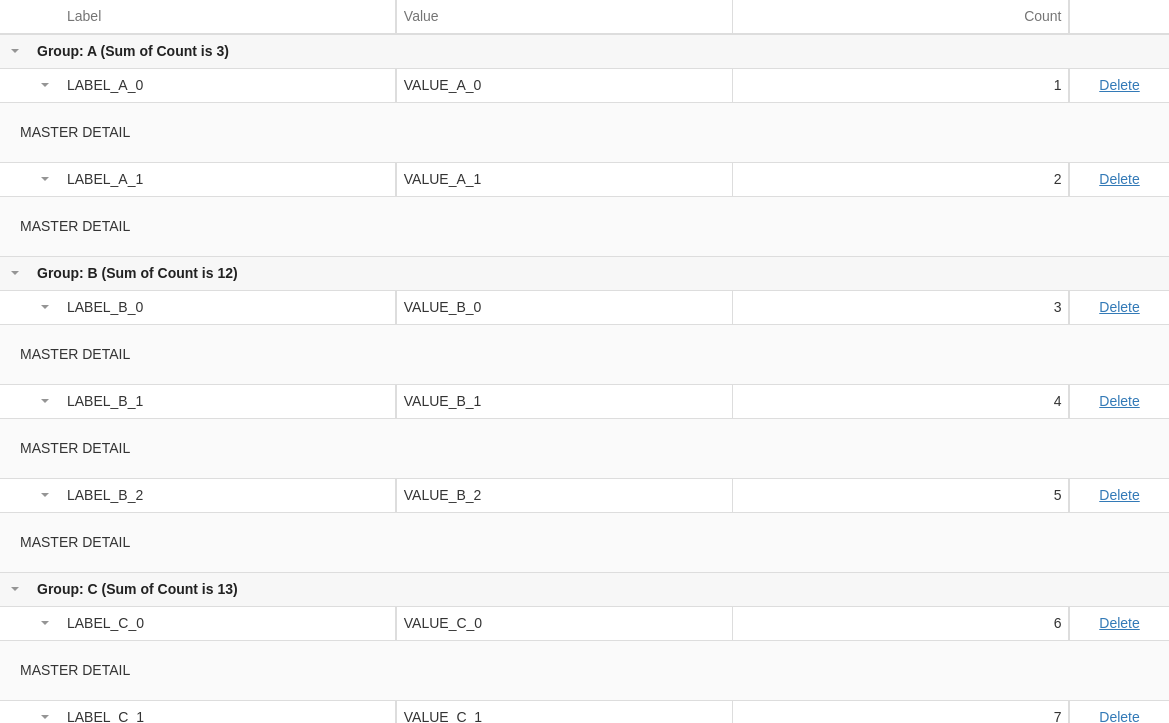 Label Value Count
Group: A (Sum of Count is 3)
LABEL_A_0 VALUE_A_0 1 Delete
MASTER DETAIL
LABEL_A_1 VALUE_A_1 2 Delete
MASTER DETAIL
Group: B (Sum of Count is 12)
LABEL_B_0 VALUE_B_0 3 Delete
MASTER DETAIL
LABEL_B_1 VALUE_B_1 4 Delete
MASTER DETAIL
LABEL_B_2 VALUE_B_2 5 Delete
MASTER DETAIL
Group: C (Sum of Count is 13)
LABEL_C_0 VALUE_C_0 6 Delete
MASTER DETAIL
LABEL_C_1 VALUE_C_1 7 Delete